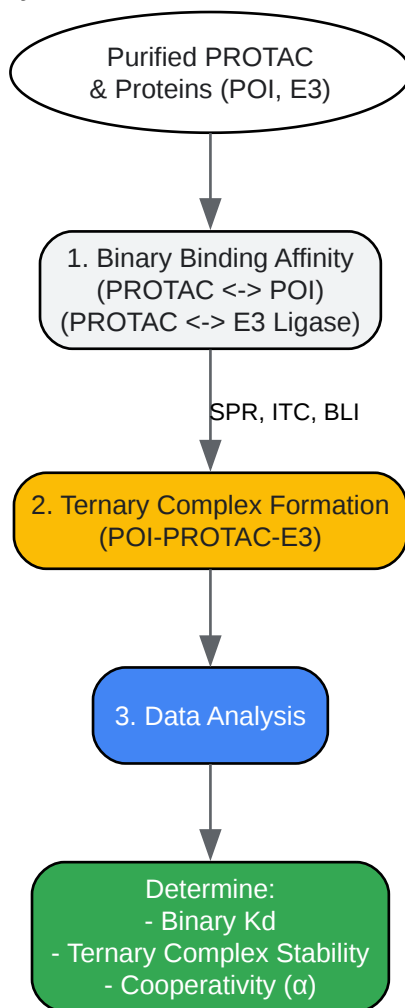 Purified PROTAC
& Proteins (POI, E3)
1. Binary Binding Affinity
(PROTAC <-> POI)
(PROTAC <-> E3 Ligase)
SPR, ITC, BLI
2. Ternary Complex Formation
(POI-PROTAC-E3)
3. Data Analysis
Determine:
- Binary Kd
- Ternary Complex Stability
- Cooperativity (α)